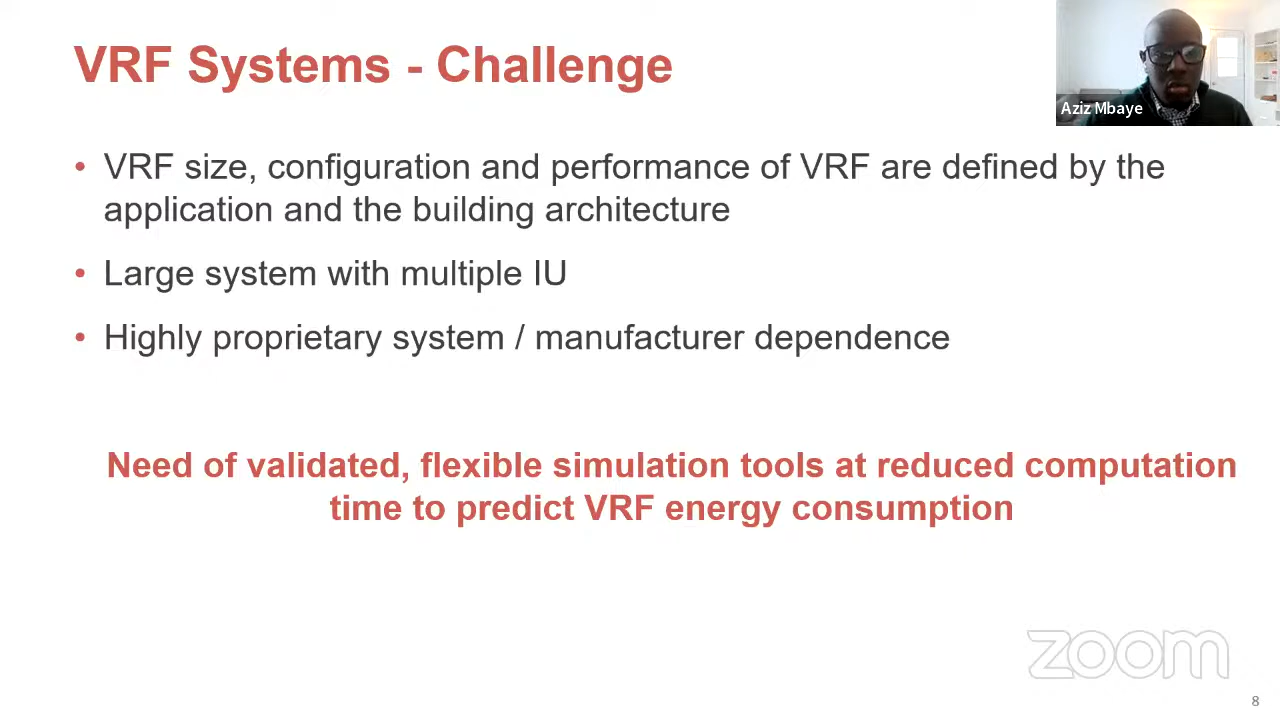 VRF Systems - Challenge
Aziz Mbaye
• VRF size, configuration and performance of VRF are defined by the
application and the building architecture
• Large system with multiple IU
• Highly proprietary system / manufacturer dependence
Need of validated, flexible simulation tools at reduced computation
time to predict VRF energy consumption
zoom
8